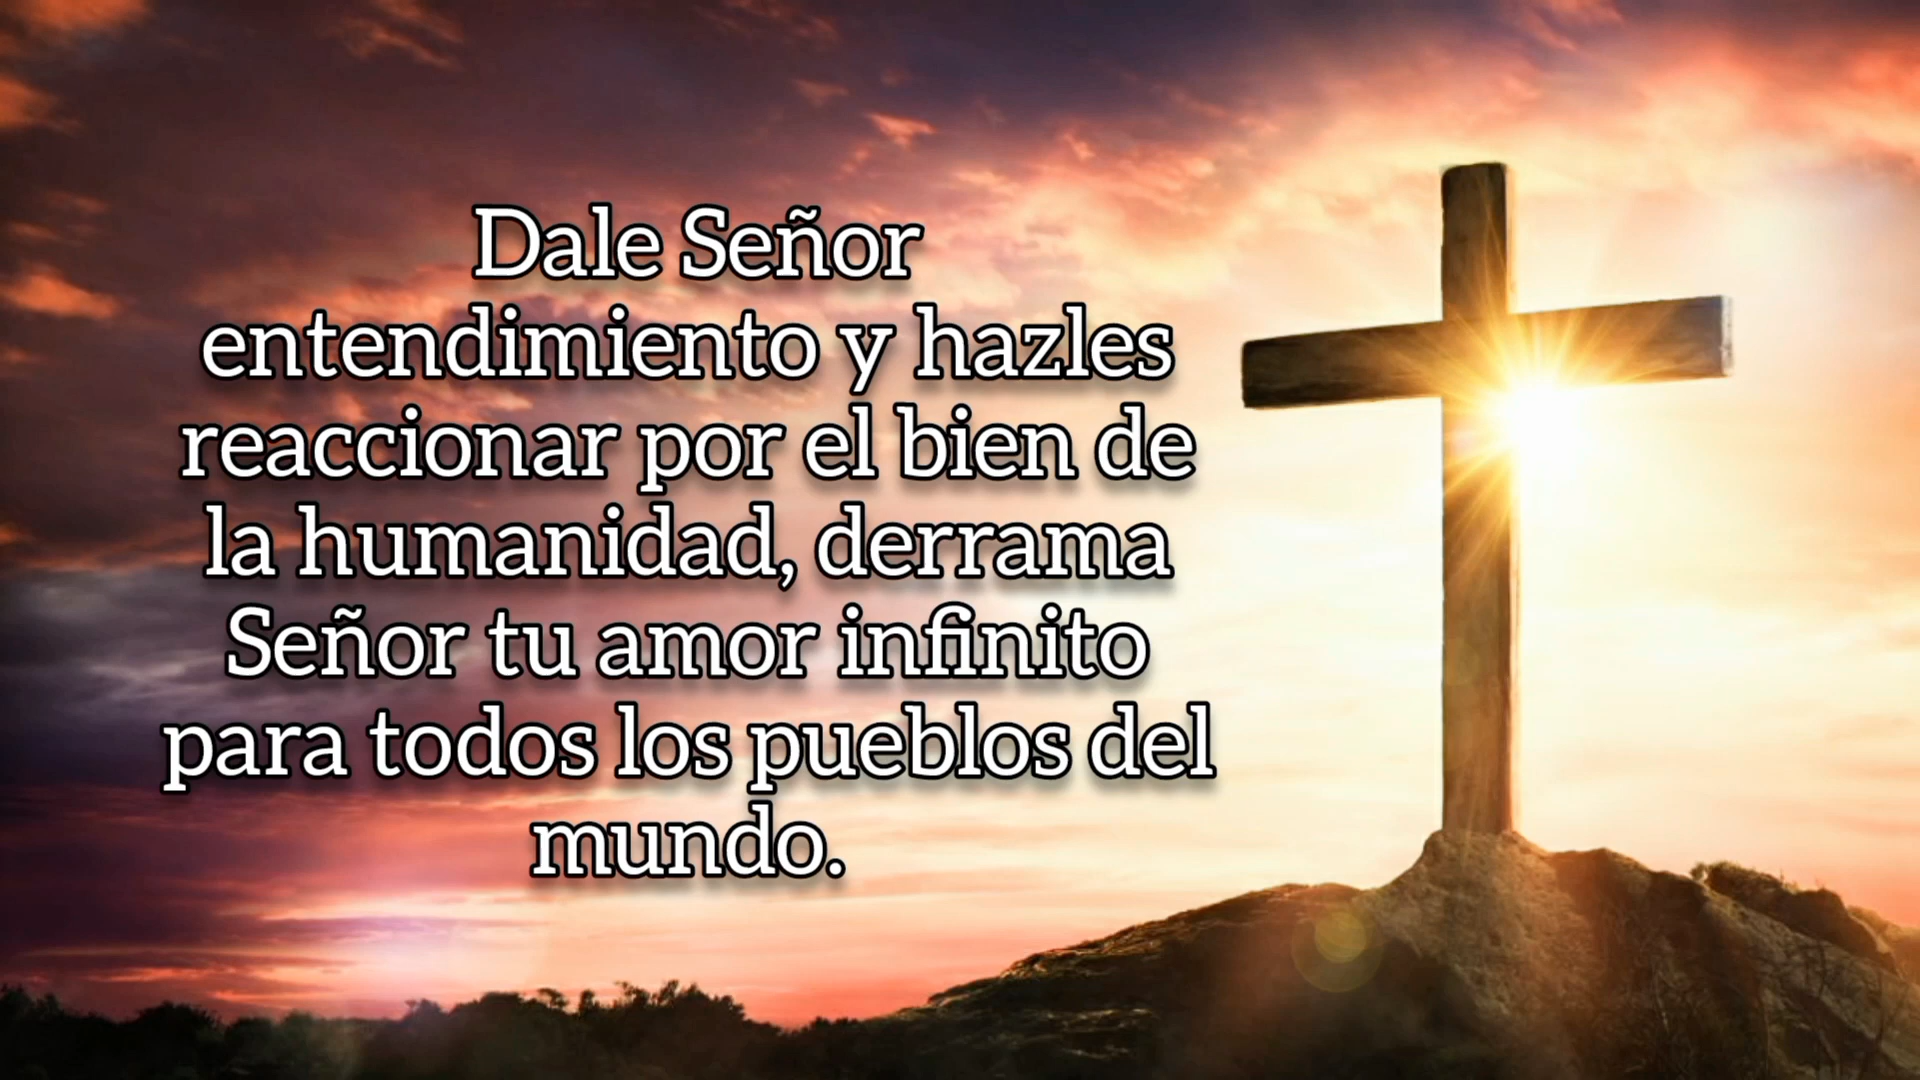 Dale Señor
entendimiento y hazles
reaccionar por el bien de
la humanidad, derrama
Señor tu amor infinito
para todos los pueblos del
mundo.